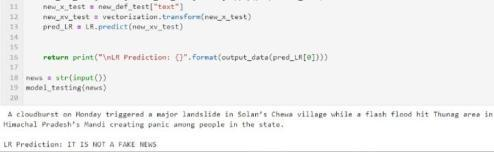 11 new_x_test = new_def_test["text"]
12 new_xv_test = vectorization.transform(new_x_test)
13 pred_LR = LR.predict(new_xv_test)
14
15
16 return print("\nLR Prediction: {}".format(output_data(pred_LR[0])))
17
18 news = str(input())
19 model_testing(news)
20
A cloudburst on Monday triggered a major landslide in Solan's Chewa village while a flash flood hit Thunag area in
Himachal Pradesh's Mandi creating panic among people in the state.
LR Prediction: IT IS NOT A FAKE NEWS